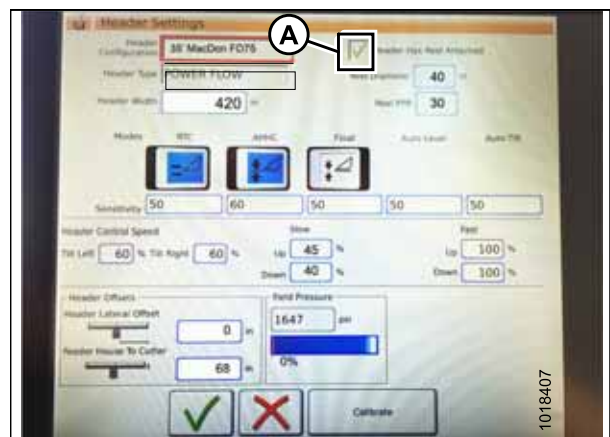 Header Settings
Header Configuration 38' MacDon FD75
A
Header Has Reel Attached
Header Type POWER FLOW
Reel Diameter 40 in
Header Width 420 in
Reel PPR 30
Modes RTC AHHC Float Auto Level Auto Tilt
Sensitivity 50 60 50 50 50
Header Control Speed Slow Fast
Tilt Left 60 % Tilt Right 60 % Up 45 % Up 100 %
Down 40 % Down 100 %
Header Offsets Field Pressure
Header Lateral Offset
0 in
1647 psi
Feeder House To Cutter
68 in
0%
Calibrate
1018407